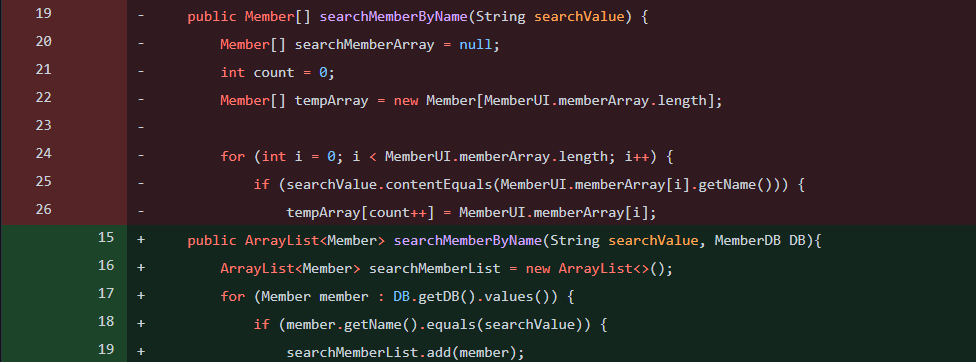 19 - public Member[] searchMemberByName(String searchValue) {
20 - Member[] searchMemberArray = null;
21 - int count = 0;
22 - Member[] tempArray = new Member[MemberUI.memberArray.length];
23 -
24 - for (int i = 0; i < MemberUI.memberArray.length; i++) {
25 - if (searchValue.contentEquals(MemberUI.memberArray[i].getName())) {
26 - tempArray[count++] = MemberUI.memberArray[i];
15 + public ArrayList<Member> searchMemberByName(String searchValue, MemberDB DB){
16 + ArrayList<Member> searchMemberList = new ArrayList<>();
17 + for (Member member : DB.getDB().values()) {
18 + if (member.getName().equals(searchValue)) {
19 + searchMemberList.add(member);